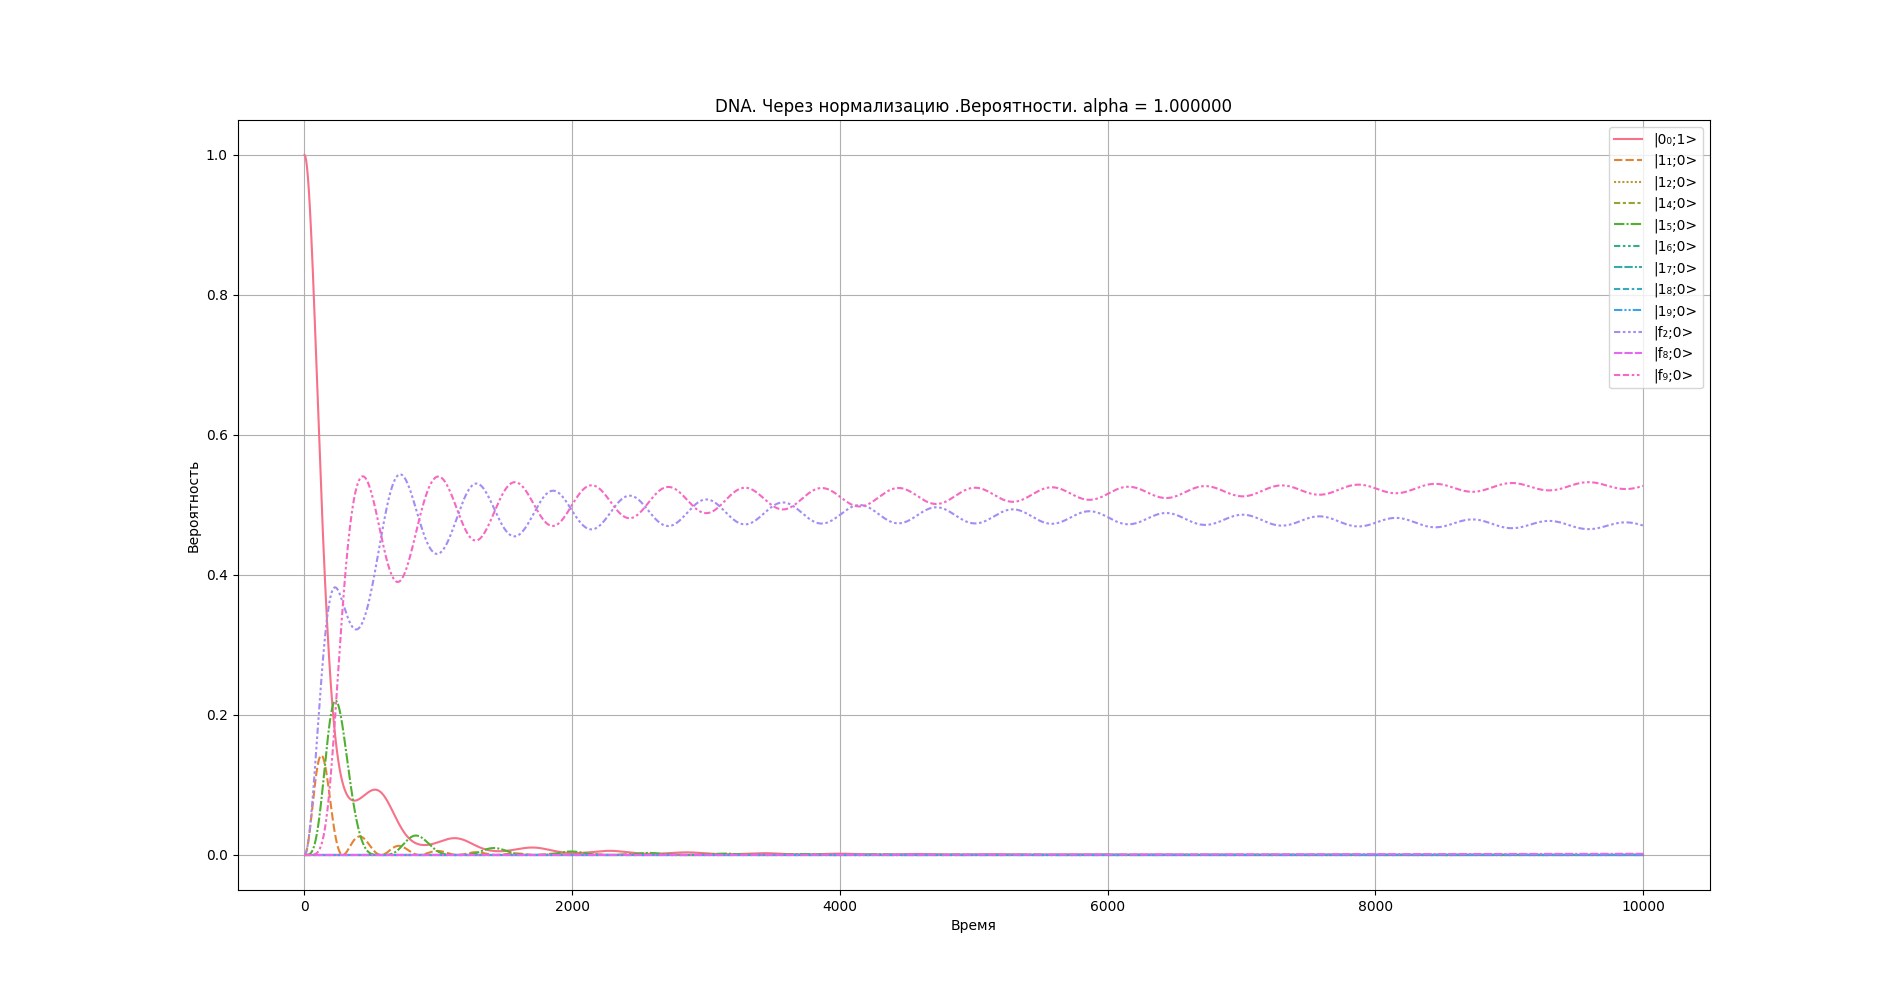 DNA. Через нормализацию .Вероятности. alpha = 1.000000
1.0
0.8
0.6
0.4
0.2
0.0
Вероятность
0 2000 4000 6000 8000 10000
Время
|0₀;1>
|1₁;0>
|1₂;0>
|1₄;0>
|1₅;0>
|1₆;0>
|1₇;0>
|1₈;0>
|1₉;0>
|f₂;0>
|f₈;0>
|f₉;0>